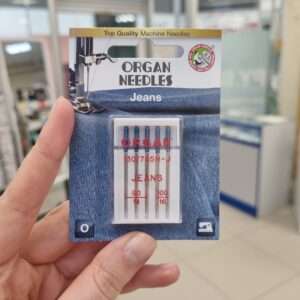 Top Quality Machine Needles
ORGAN
NEEDLES
Jeans
ORGAN
130/705H-J
JEANS
90 100
14 16